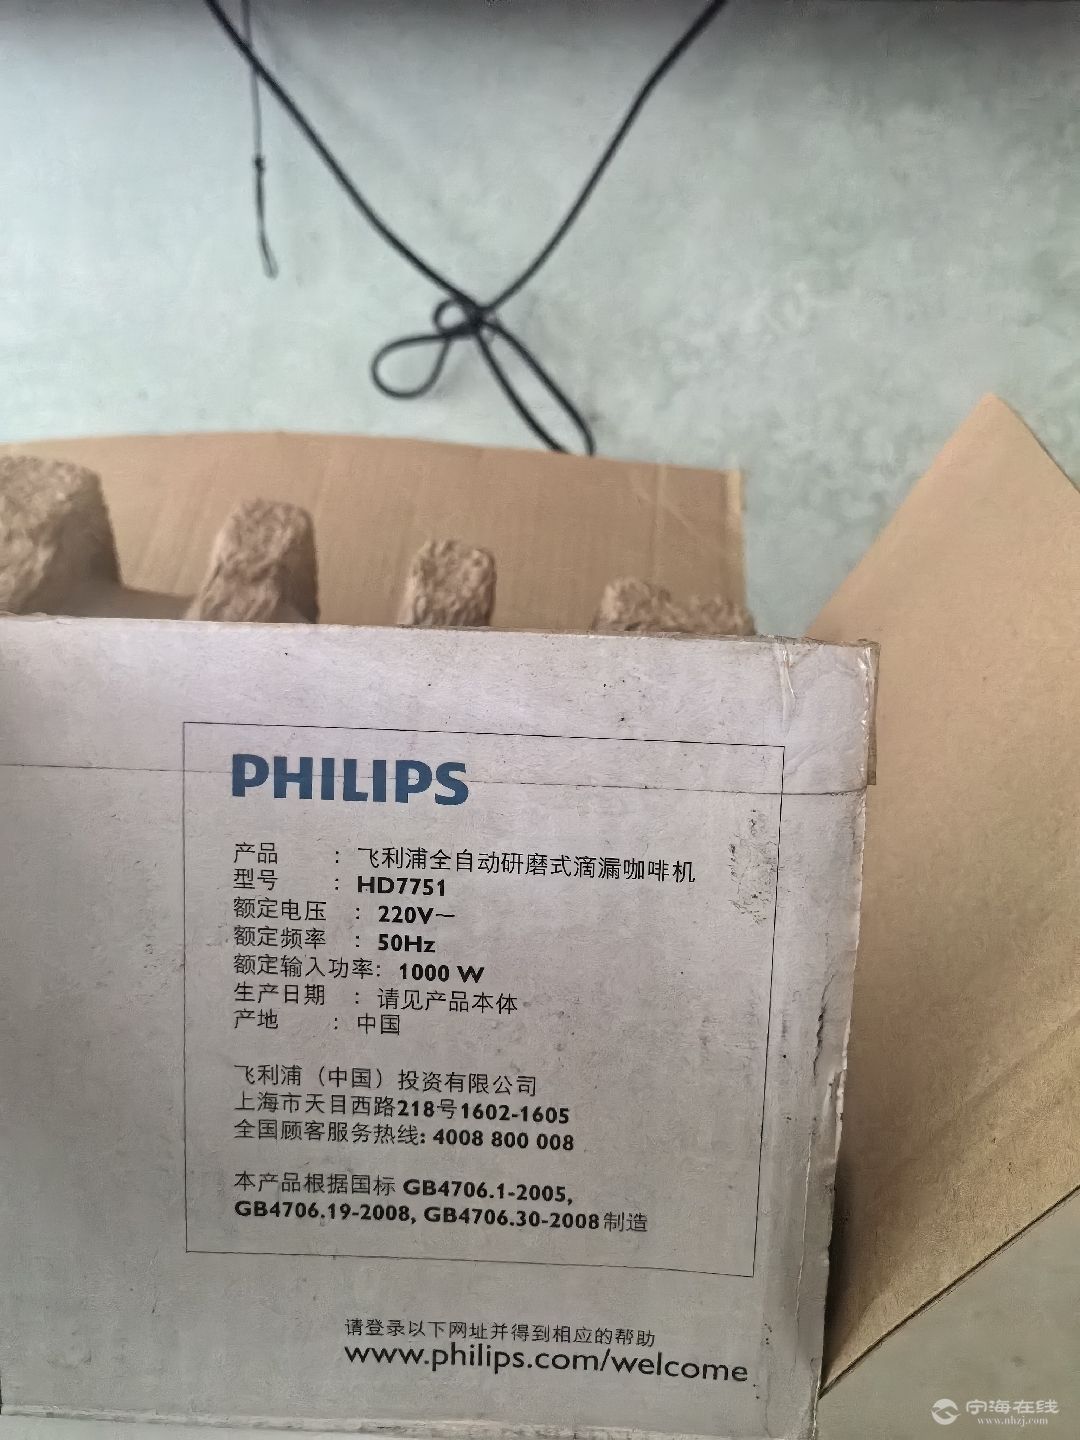 PHILIPS
产品 : 飞利浦全自动研磨式滴漏咖啡机
型号 : HD7751
额定电压 : 220V~
额定频率 : 50Hz
额定输入功率: 1000 W
生产日期 : 请见产品本体
产地 : 中国
飞利浦（中国）投资有限公司
上海市天目西路218号1602-1605
全国顾客服务热线: 4008 800 008
本产品根据国标 GB4706.1-2005,
GB4706.19-2008, GB4706.30-2008制造
请登录以下网址并得到相应的帮助
www.philips.com/welcome
宁海在线
www.nhzj.com